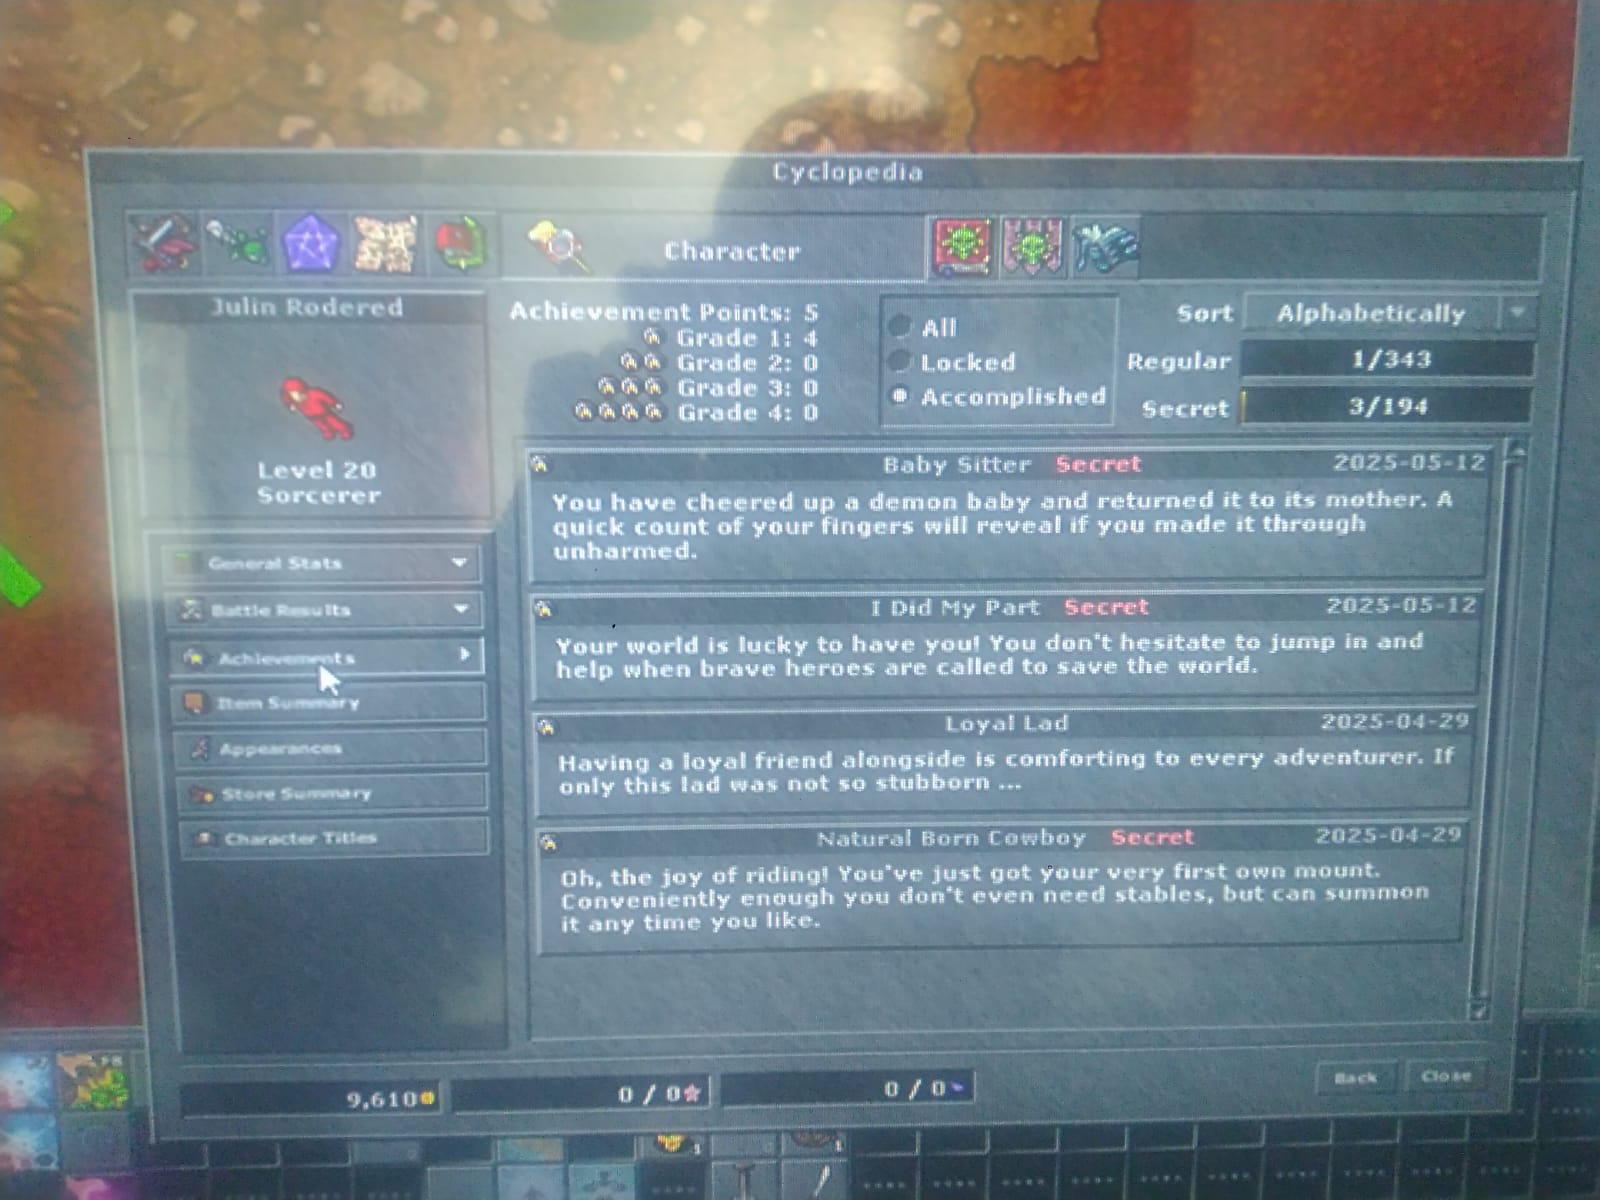 Cyclopedia
Character
Julin Rodered
Level 20
Sorcerer
General Stats
Battle Results
Achievements
Item Summary
Appearances
Store Summary
Character Titles
Achievement Points: 5
Grade 1: 4
Grade 2: 0
Grade 3: 0
Grade 4: 0
All
Locked
Accomplished
Sort Alphabetically
Regular 1/343
Secret 3/194
Baby Sitter Secret 2025-05-12
You have cheered up a demon baby and returned it to its mother. A
quick count of your fingers will reveal if you made it through
unharmed.
I Did My Part Secret 2025-05-12
Your world is lucky to have you! You don't hesitate to jump in and
help when brave heroes are called to save the world.
Loyal Lad 2025-04-29
Having a loyal friend alongside is comforting to every adventurer. If
only this lad was not so stubborn ...
Natural Born Cowboy Secret 2025-04-29
Oh, the joy of riding! You've just got your very first own mount.
Conveniently enough you don't even need stables, but can summon
it any time you like.
9,610
0 / 0
0 / 0
Back
Close